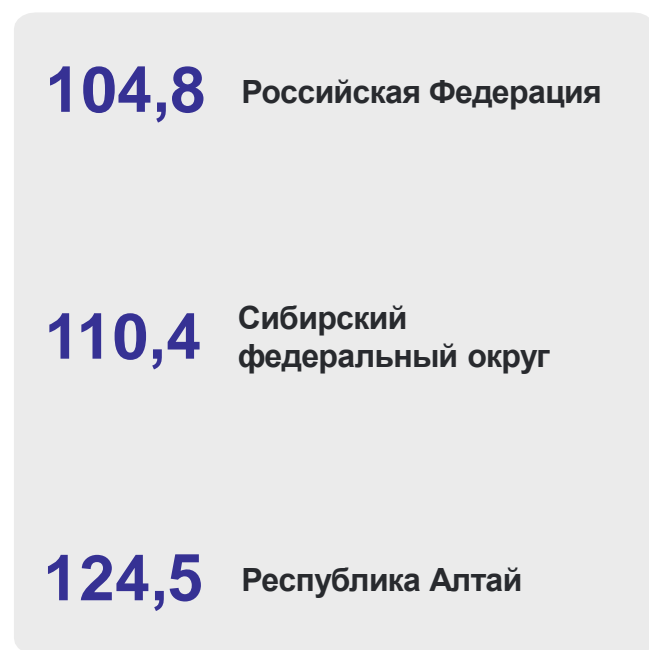 104,8 Российская Федерация
110,4 Сибирский
федеральный округ
124,5 Республика Алтай